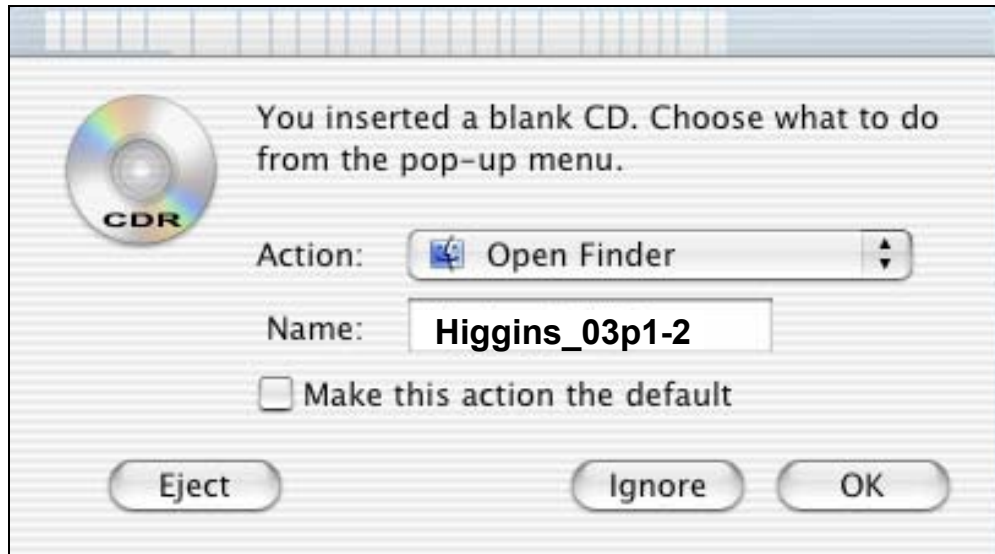 CDR
You inserted a blank CD. Choose what to do
from the pop-up menu.
Action: Open Finder
Name: Higgins_03p1-2
Make this action the default
Eject Ignore OK